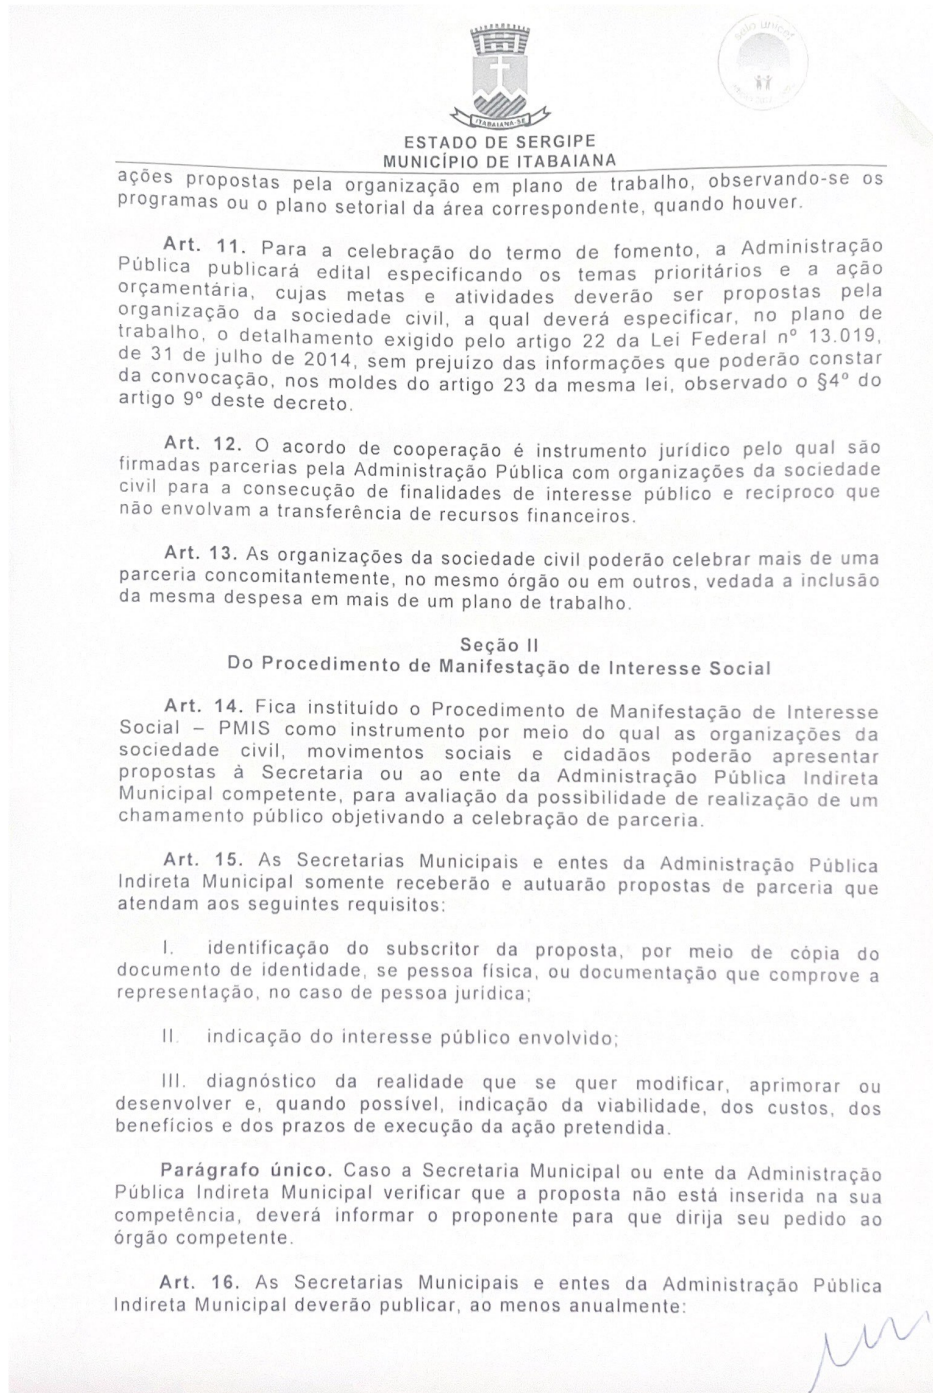 selo unicef
ITABAIANA-SE
ESTADO DE SERGIPE
MUNICÍPIO DE ITABAIANA
ações propostas pela organização em plano de trabalho, observando-se os
programas ou o plano setorial da área correspondente, quando houver.
Art. 11. Para a celebração do termo de fomento, a Administração
Pública publicará edital especificando os temas prioritários e a ação
orçamentária, cujas metas e atividades deverão ser propostas pela
organização da sociedade civil, a qual deverá especificar, no plano de
trabalho, o detalhamento exigido pelo artigo 22 da Lei Federal nº 13.019,
de 31 de julho de 2014, sem prejuízo das informações que poderão constar
da convocação, nos moldes do artigo 23 da mesma lei, observado o §4º do
artigo 9º deste decreto.
Art. 12. O acordo de cooperação é instrumento jurídico pelo qual são
firmadas parcerias pela Administração Pública com organizações da sociedade
civil para a consecução de finalidades de interesse público e reciproco que
não envolvam a transferência de recursos financeiros.
Art. 13. As organizações da sociedade civil poderão celebrar mais de uma
parceria concomitantemente, no mesmo órgão ou em outros, vedada a inclusão
da mesma despesa em mais de um plano de trabalho.
Seção II
Do Procedimento de Manifestação de Interesse Social
Art. 14. Fica instituído o Procedimento de Manifestação de Interesse
Social – PMIS como instrumento por meio do qual as organizações da
sociedade civil, movimentos sociais e cidadãos poderão apresentar
propostas à Secretaria ou ao ente da Administração Pública Indireta
Municipal competente, para avaliação da possibilidade de realização de um
chamamento público objetivando a celebração de parceria.
Art. 15. As Secretarias Municipais e entes da Administração Pública
Indireta Municipal somente receberão e autuarão propostas de parceria que
atendam aos seguintes requisitos:
I. identificação do subscritor da proposta, por meio de cópia do
documento de identidade, se pessoa física, ou documentação que comprove a
representação, no caso de pessoa jurídica;
II. indicação do interesse público envolvido;
III. diagnóstico da realidade que se quer modificar, aprimorar ou
desenvolver e, quando possível, indicação da viabilidade, dos custos, dos
benefícios e dos prazos de execução da ação pretendida.
Parágrafo único. Caso a Secretaria Municipal ou ente da Administração
Pública Indireta Municipal verificar que a proposta não está inserida na sua
competência, deverá informar o proponente para que dirija seu pedido ao
órgão competente.
Art. 16. As Secretarias Municipais e entes da Administração Pública
Indireta Municipal deverão publicar, ao menos anualmente: